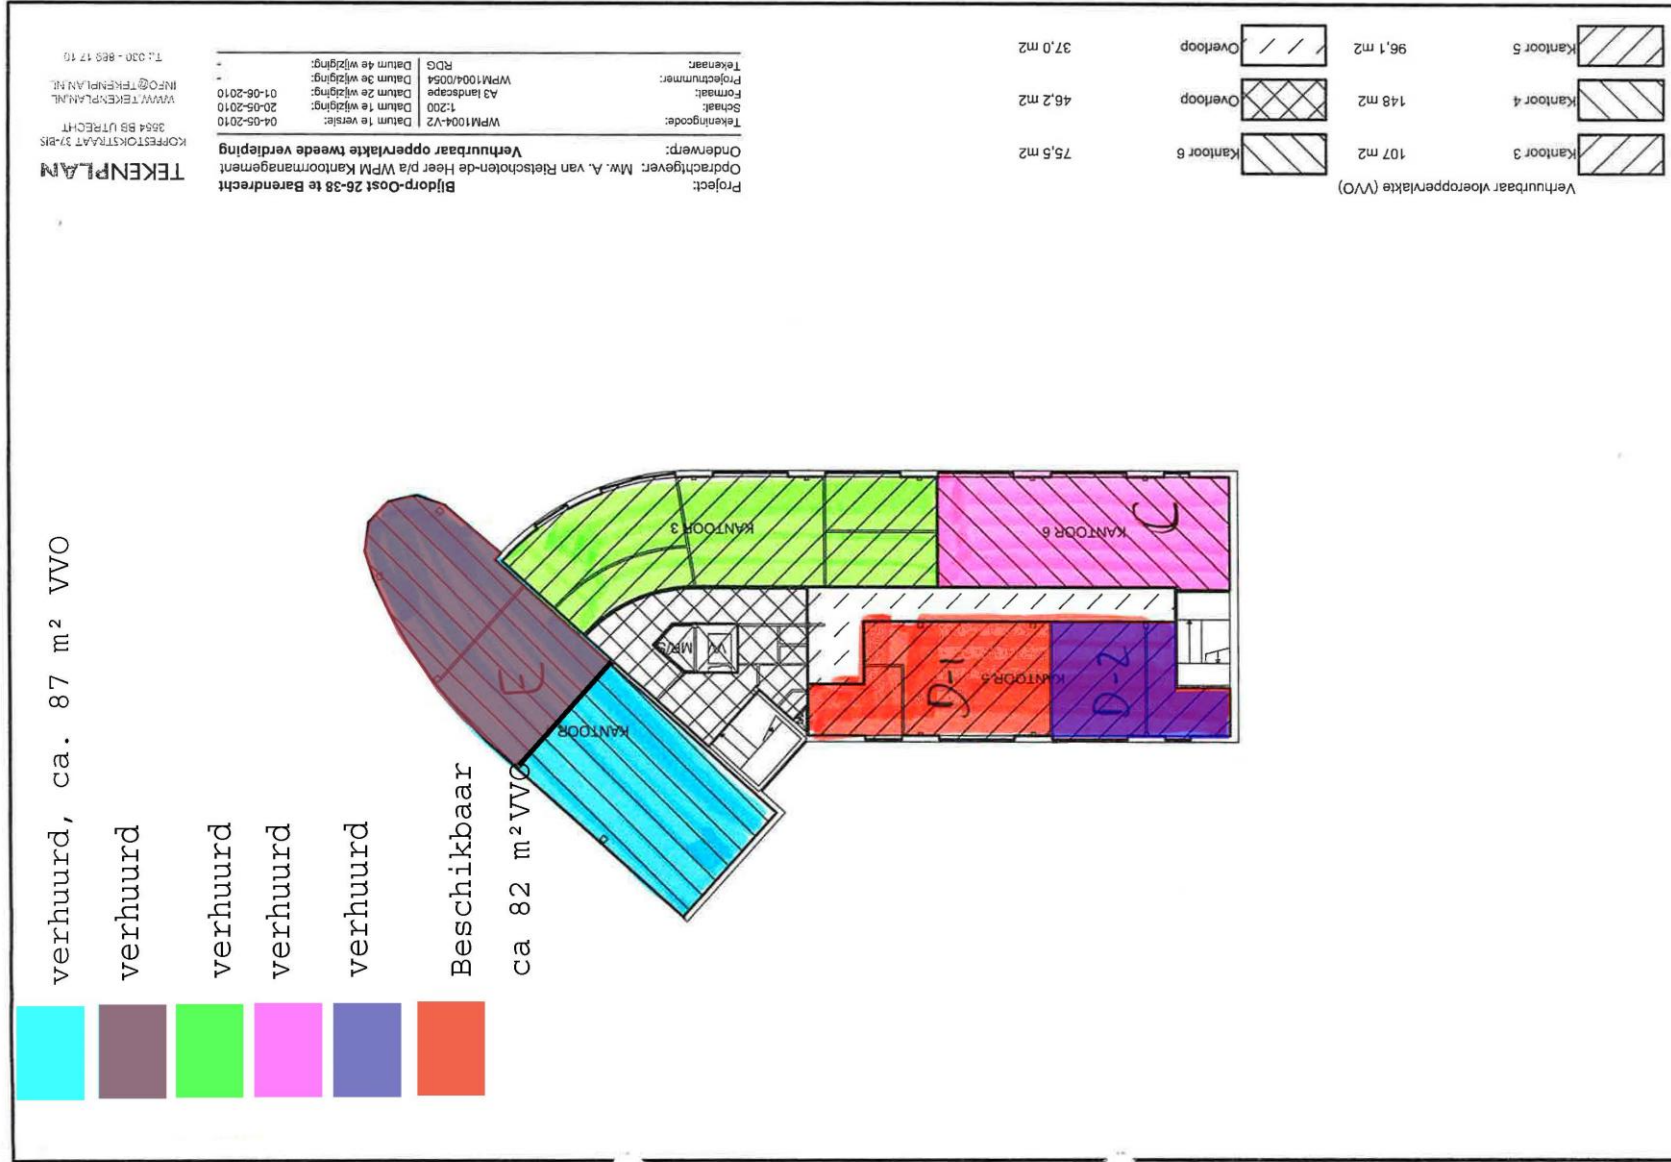 Verhuurbaar vloeroppervlakte (VVO)
Kantoor 3 107 m2 Kantoor 6 75,5 m2
Kantoor 4 148 m2 Overloop 46,2 m2
Kantoor 5 96,1 m2 Overloop 37,0 m2
Project: Bijdorp-Oost 26-38 te Barendrecht
Opdrachtgever: Mw. A. van Rietschoten-de Heer p/a WPM Kantoormanagement
Onderwerp: Verhuurbaar oppervlakte tweede verdieping
Tekeningcode: WPM1004-V2 Datum 1e versie: 04-05-2010
Schaal: 1:200 Datum 1e wijziging: 20-05-2010
Formaat: A3 landscape Datum 2e wijziging: 01-06-2010
Projectnummer: WPM1004/0054 Datum 3e wijziging: -
Tekenaar: RDG Datum 4e wijziging: -
TEKENPLAN
KOPPESTOKSTRAAT 37-BIS
3554 BB UTRECHT
WWW.TEKENPLAN.NL
INFO@TEKENPLAN.NL
T.: 030 - 889 17 10
KANTOOR 3
KANTOOR 6
C
MR/S
VV
D-1
KANTOOR 5
D-2
E
KANTOOR
verhuurd, ca. 87 m² VVO
verhuurd
verhuurd
verhuurd
verhuurd
Beschikbaar
ca 82 m²VVO